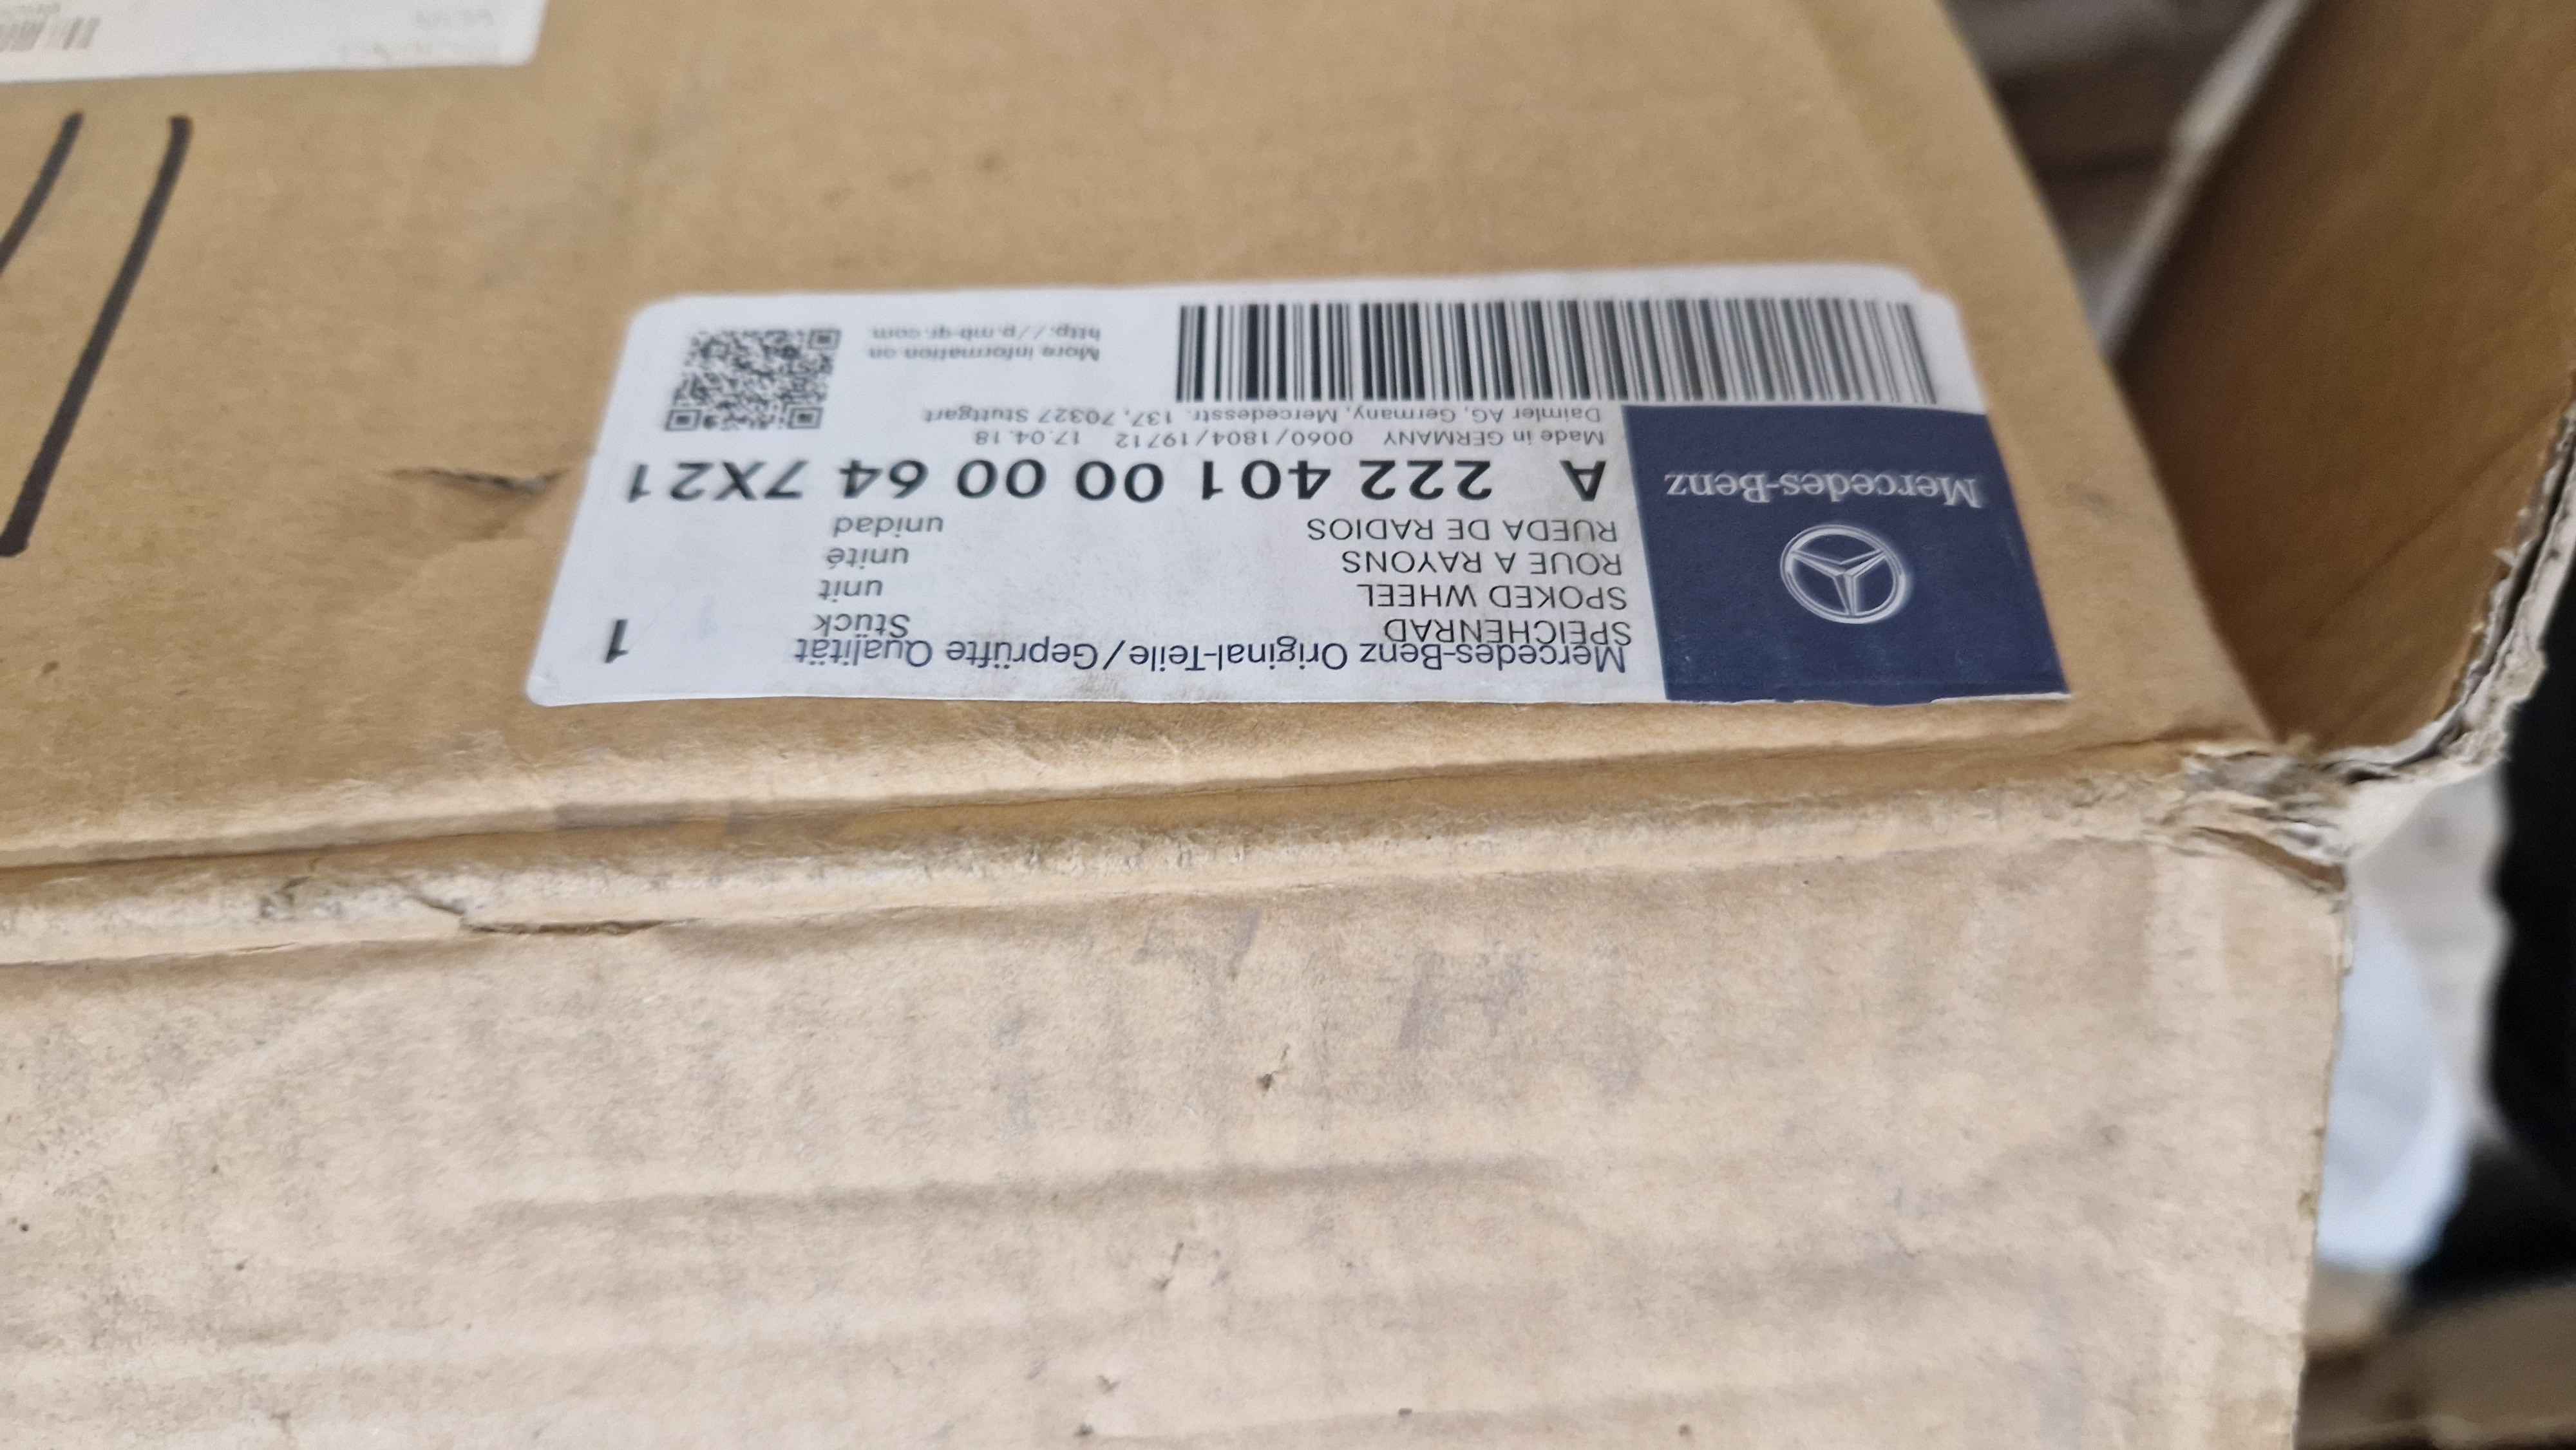 Mercedes-Benz
Mercedes-Benz Original-Teile/Geprüfte Qualität
SPEICHENRAD Stück 1
SPOKED WHEEL unit
ROUE A RAYONS unité
RUEDA DE RADIOS unidad
A 222 401 00 00 64 7X21
Made in GERMANY 0060/1804/19712 17.04.18
Daimler AG, Germany, Mercedesstr. 137, 70327 Stuttgart
More information on
http://p.mb-qr.com.